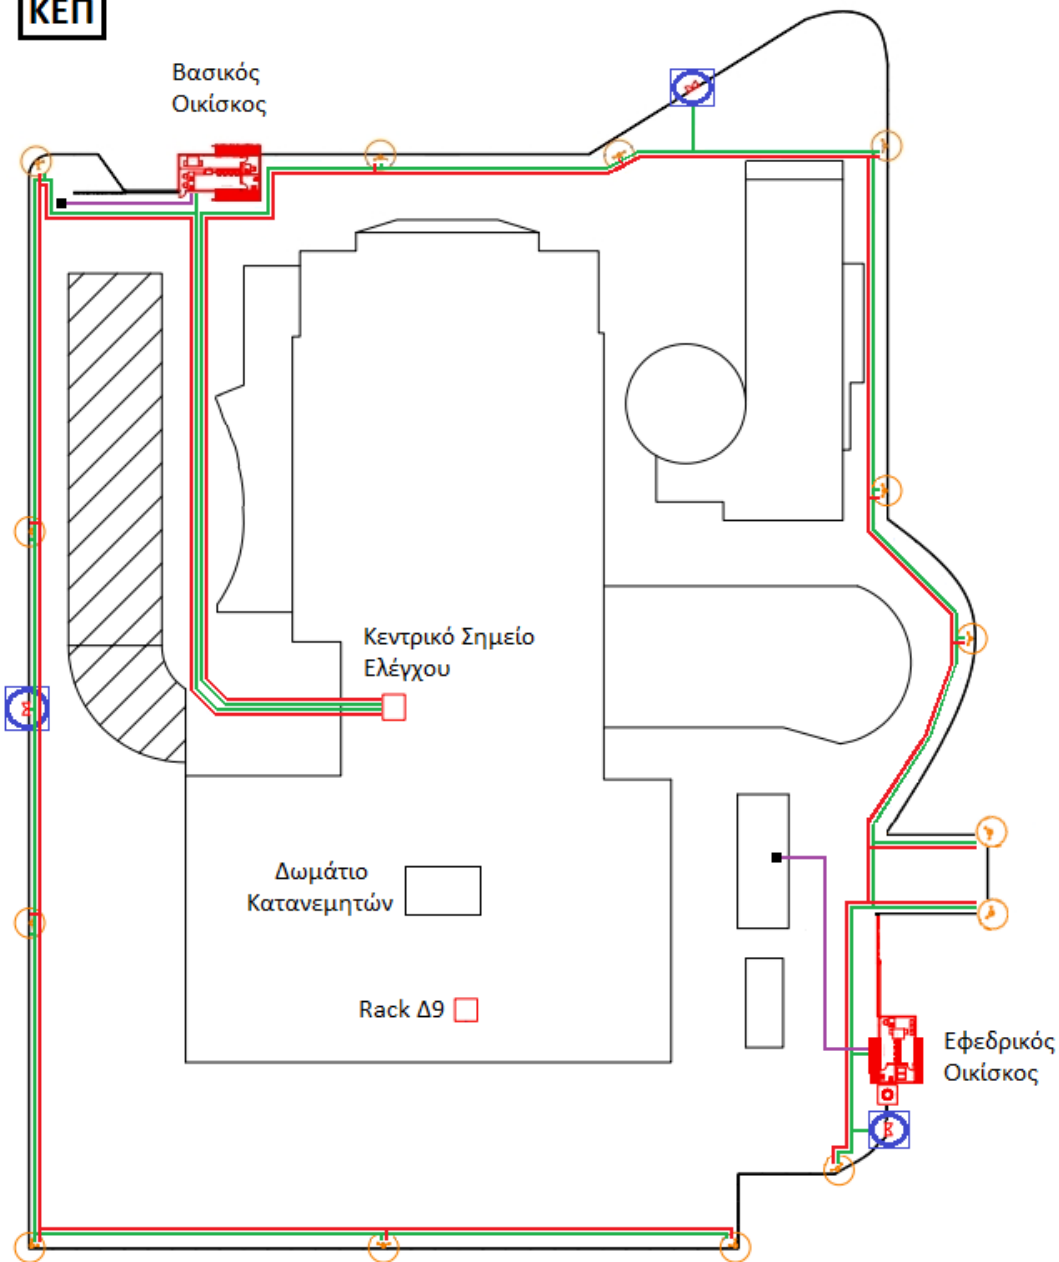 ΚΕΠ
Βασικός
Οικίσκος
Κεντρικό Σημείο
Ελέγχου
Δωμάτιο
Κατανεμητών
Rack Δ9
Εφεδρικός
Οικίσκος